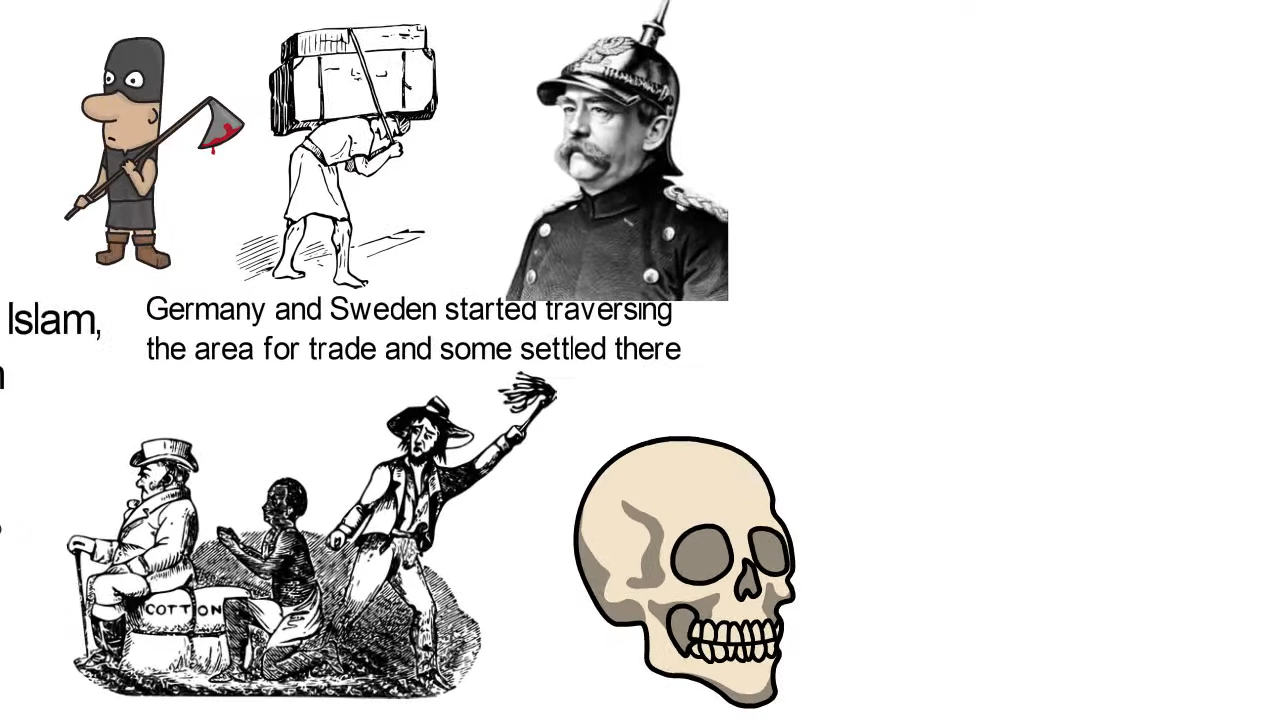 Islam,
Germany and Sweden started traversing
the area for trade and some settled there
COTTON